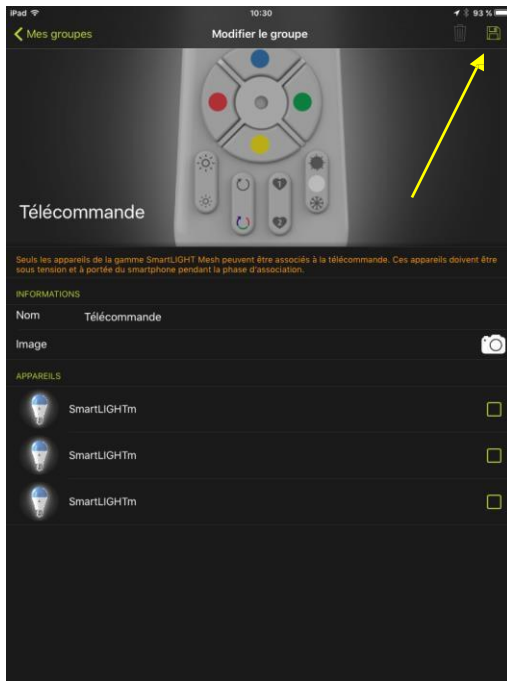 iPad 10:30 93 %
Mes groupes Modifier le groupe
1
2
Télécommande
Seuls les appareils de la gamme SmartLIGHT Mesh peuvent être associés à la télécommande. Ces appareils doivent être
sous tension et à portée du smartphone pendant la phase d'association.
INFORMATIONS
Nom Télécommande
Image
APPAREILS
SmartLIGHTm
SmartLIGHTm
SmartLIGHTm